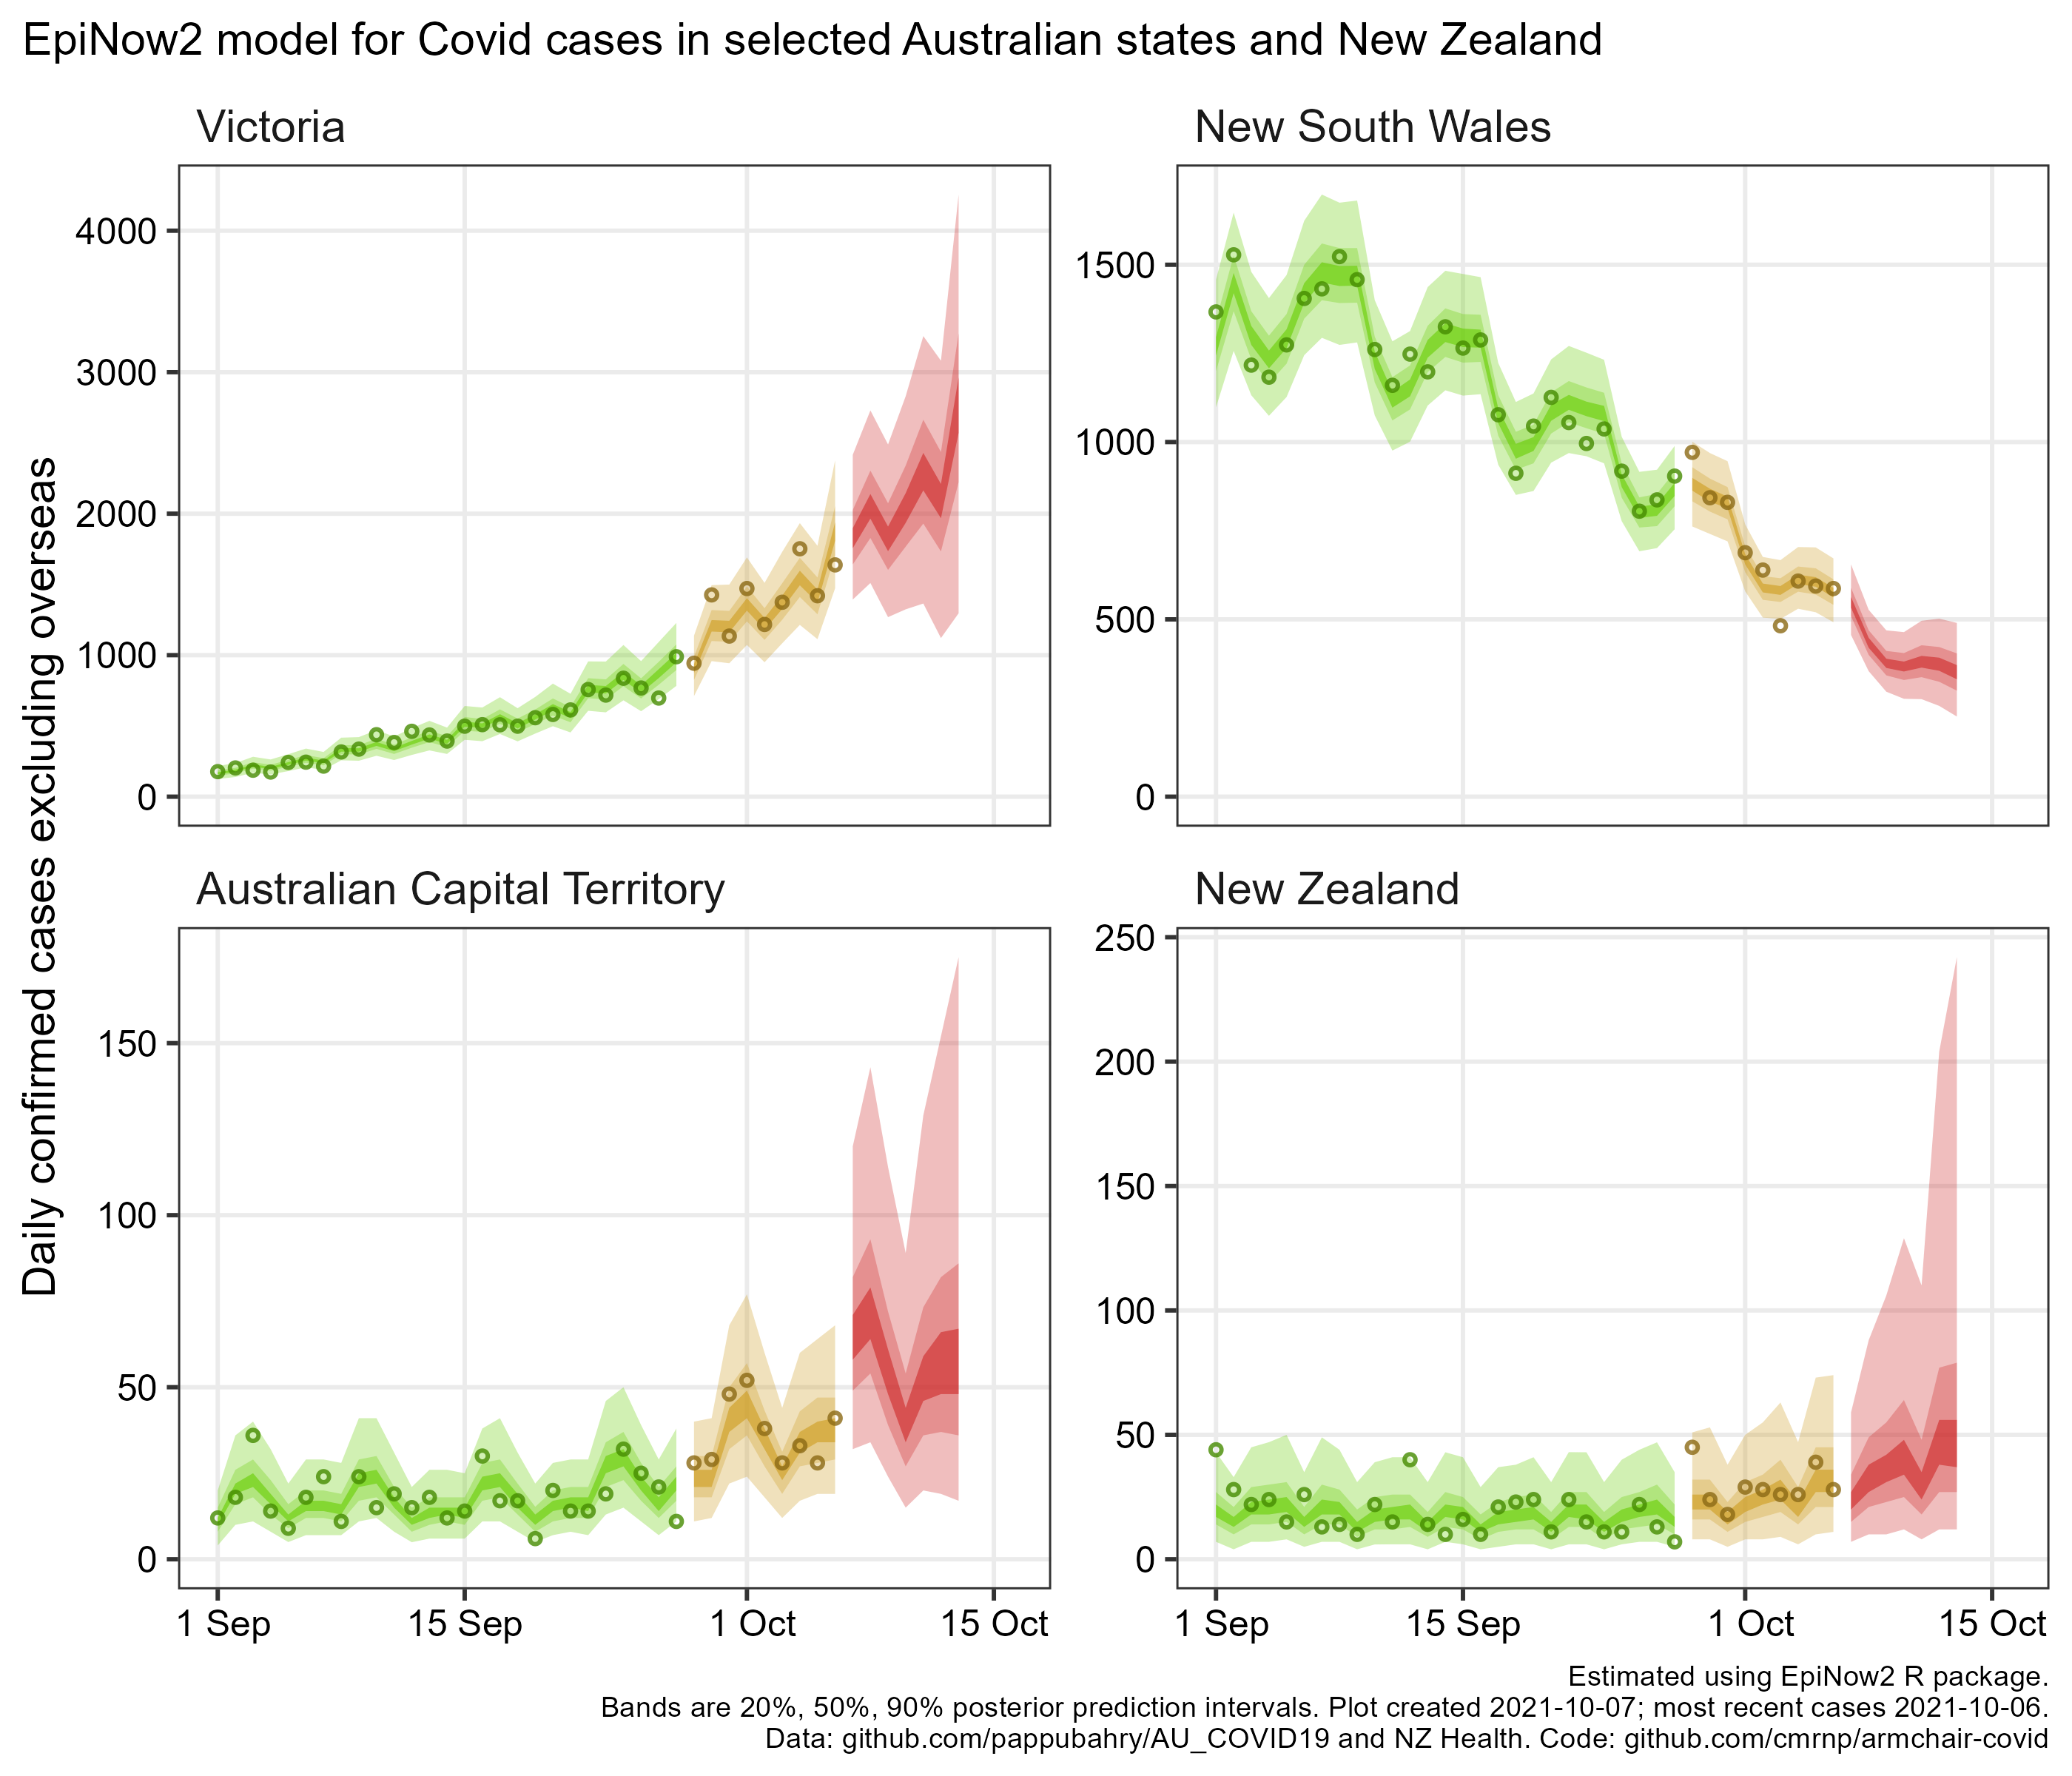 EpiNow2 model for Covid cases in selected Australian states and New Zealand
Daily confirmed cases excluding overseas
Victoria
4000
3000
2000
1000
0
New South Wales
1500
1000
500
0
Australian Capital Territory
150
100
50
0
1 Sep
15 Sep
1 Oct
15 Oct
New Zealand
250
200
150
100
50
0
1 Sep
15 Sep
1 Oct
15 Oct
Estimated using EpiNow2 R package.
Bands are 20%, 50%, 90% posterior prediction intervals. Plot created 2021-10-07; most recent cases 2021-10-06.
Data: github.com/pappubahry/AU_COVID19 and NZ Health. Code: github.com/cmrnp/armchair-covid